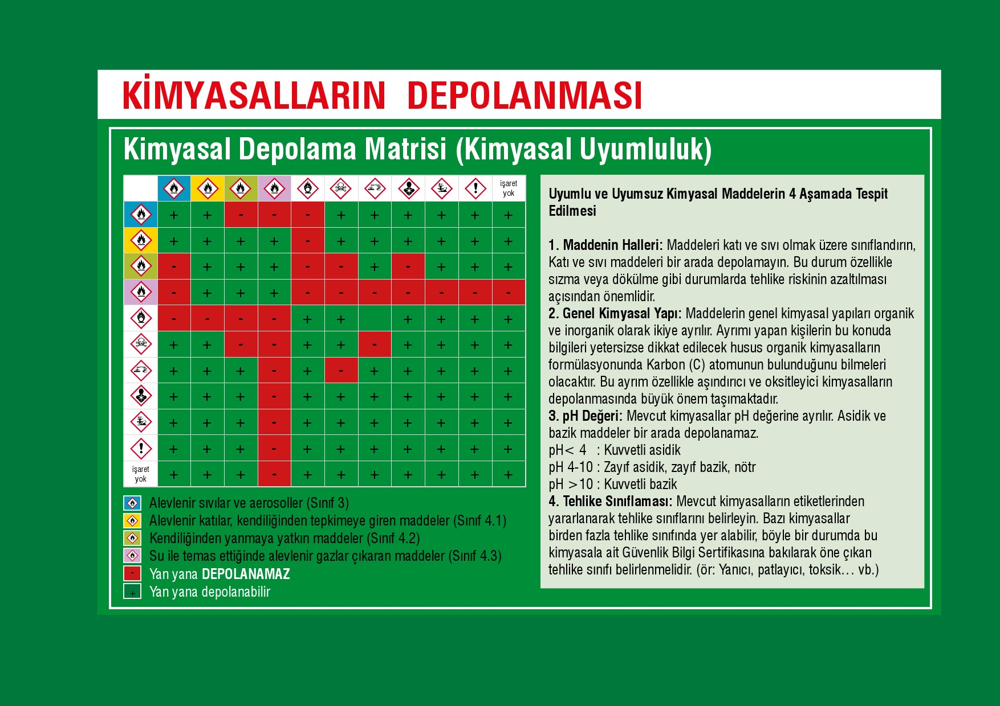 KİMYASALLARIN DEPOLANMASI
Kimyasal Depolama Matrisi (Kimyasal Uyumluluk)
işaret
yok
+ + - - - + + + + + +
+ + + + - + + + + + +
- + + + - - + - + + +
- + + + - - - - - - -
- - - - + + + + + +
+ + - - + + - + + + +
+ + + - + - + + + + +
+ + + - + + + + + + +
+ + + - + + + + + + +
+ + + - + + + + + + +
işaret
yok
+ + + - + + + + + + +
Alevlenir sıvılar ve aerosoller (Sınıf 3)
Alevlenir katılar, kendiliğinden tepkimeye giren maddeler (Sınıf 4.1)
Kendiliğinden yanmaya yatkın maddeler (Sınıf 4.2)
Su ile temas ettiğinde alevlenir gazlar çıkaran maddeler (Sınıf 4.3)
- Yan yana DEPOLANAMAZ
+ Yan yana depolanabilir
Uyumlu ve Uyumsuz Kimyasal Maddelerin 4 Aşamada Tespit
Edilmesi
1. Maddenin Halleri: Maddeleri katı ve sıvı olmak üzere sınıflandırın,
Katı ve sıvı maddeleri bir arada depolamayın. Bu durum özellikle
sızma veya dökülme gibi durumlarda tehlike riskinin azaltılması
açısından önemlidir.
2. Genel Kimyasal Yapı: Maddelerin genel kimyasal yapıları organik
ve inorganik olarak ikiye ayrılır. Ayrımı yapan kişilerin bu konuda
bilgileri yetersizse dikkat edilecek husus organik kimyasalların
formülasyonunda Karbon (C) atomunun bulunduğunu bilmeleri
olacaktır. Bu ayrım özellikle aşındırıcı ve oksitleyici kimyasalların
depolanmasında büyük önem taşımaktadır.
3. pH Değeri: Mevcut kimyasallar pH değerine ayrılır. Asidik ve
bazik maddeler bir arada depolanamaz.
pH< 4 : Kuvvetli asidik
pH 4-10 : Zayıf asidik, zayıf bazik, nötr
pH >10 : Kuvvetli bazik
4. Tehlike Sınıflaması: Mevcut kimyasalların etiketlerinden
yararlanarak tehlike sınıflarını belirleyin. Bazı kimyasallar
birden fazla tehlike sınıfında yer alabilir, böyle bir durumda bu
kimyasala ait Güvenlik Bilgi Sertifikasına bakılarak öne çıkan
tehlike sınıfı belirlenmelidir. (ör: Yanıcı, patlayıcı, toksik... vb.)